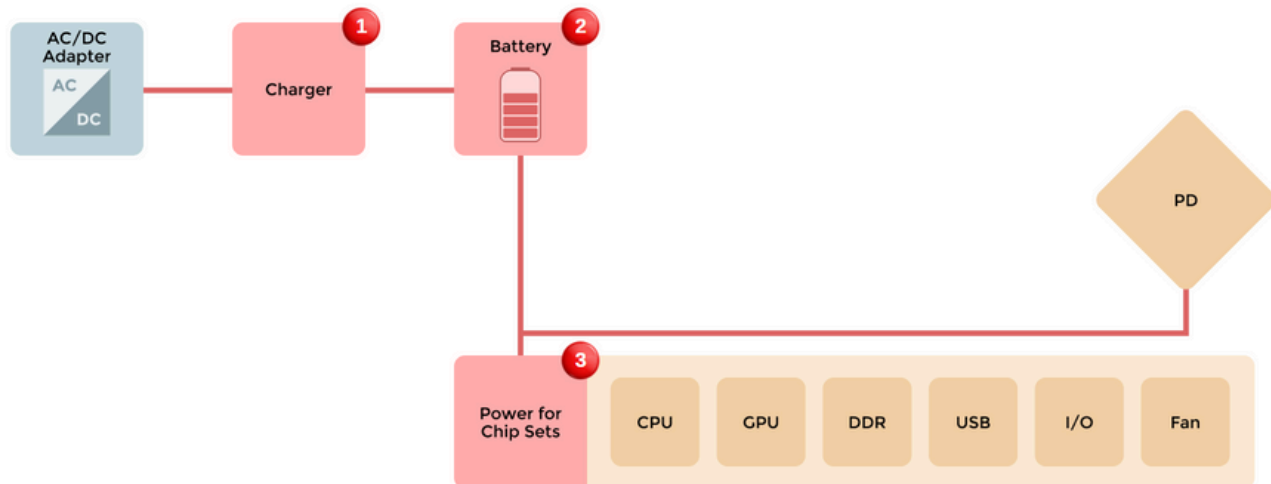 AC/DC
Adapter
AC
DC
1
Charger
2
Battery
PD
3
Power for
Chip Sets
CPU
GPU
DDR
USB
I/O
Fan